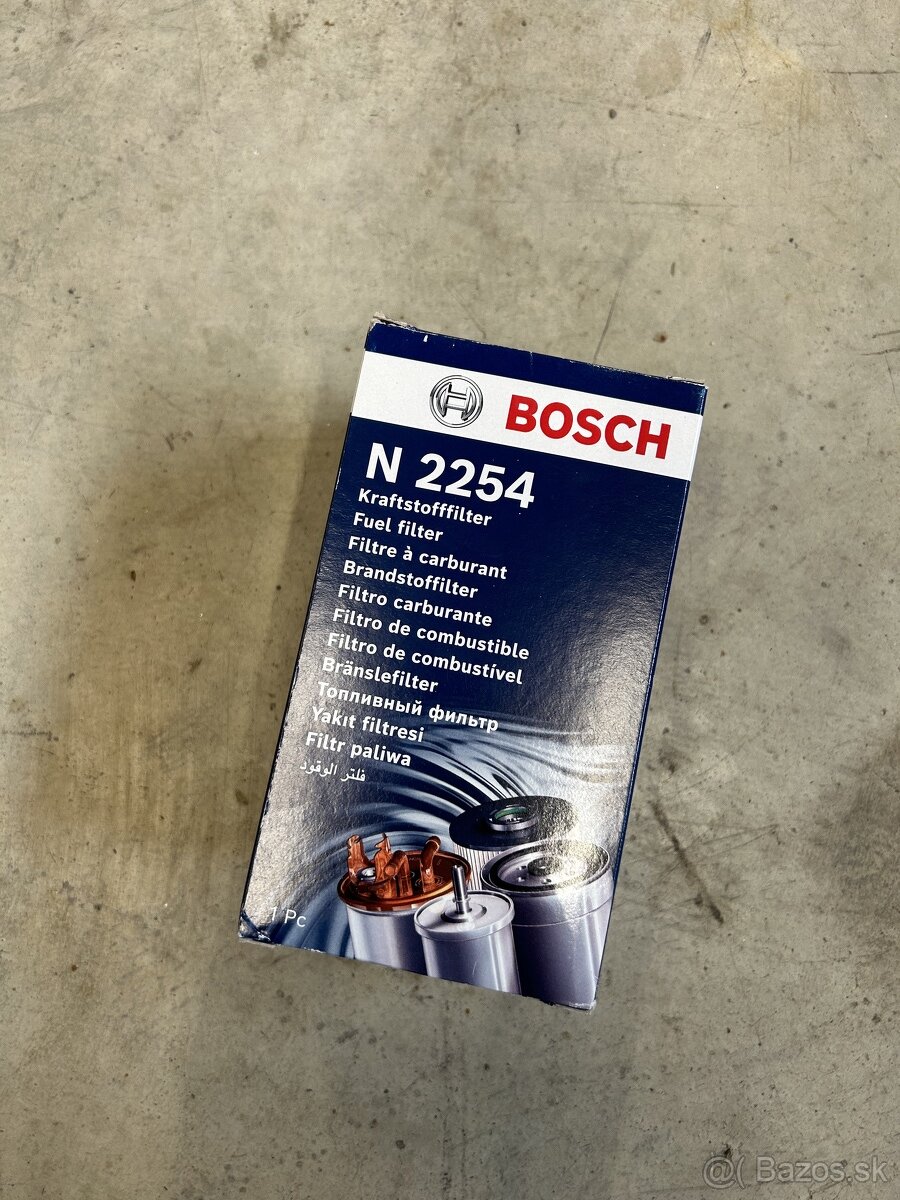 BOSCH
N 2254
Kraftstofffilter
Fuel filter
Filtre à carburant
Brandstoffilter
Filtro carburante
Filtro de combustible
Filtro de combustível
Bränslefilter
Топливный фильтр
Yakıt filtresi
Filtr paliwa
فلتر الوقود
1 Pc
@( Bazos.sk